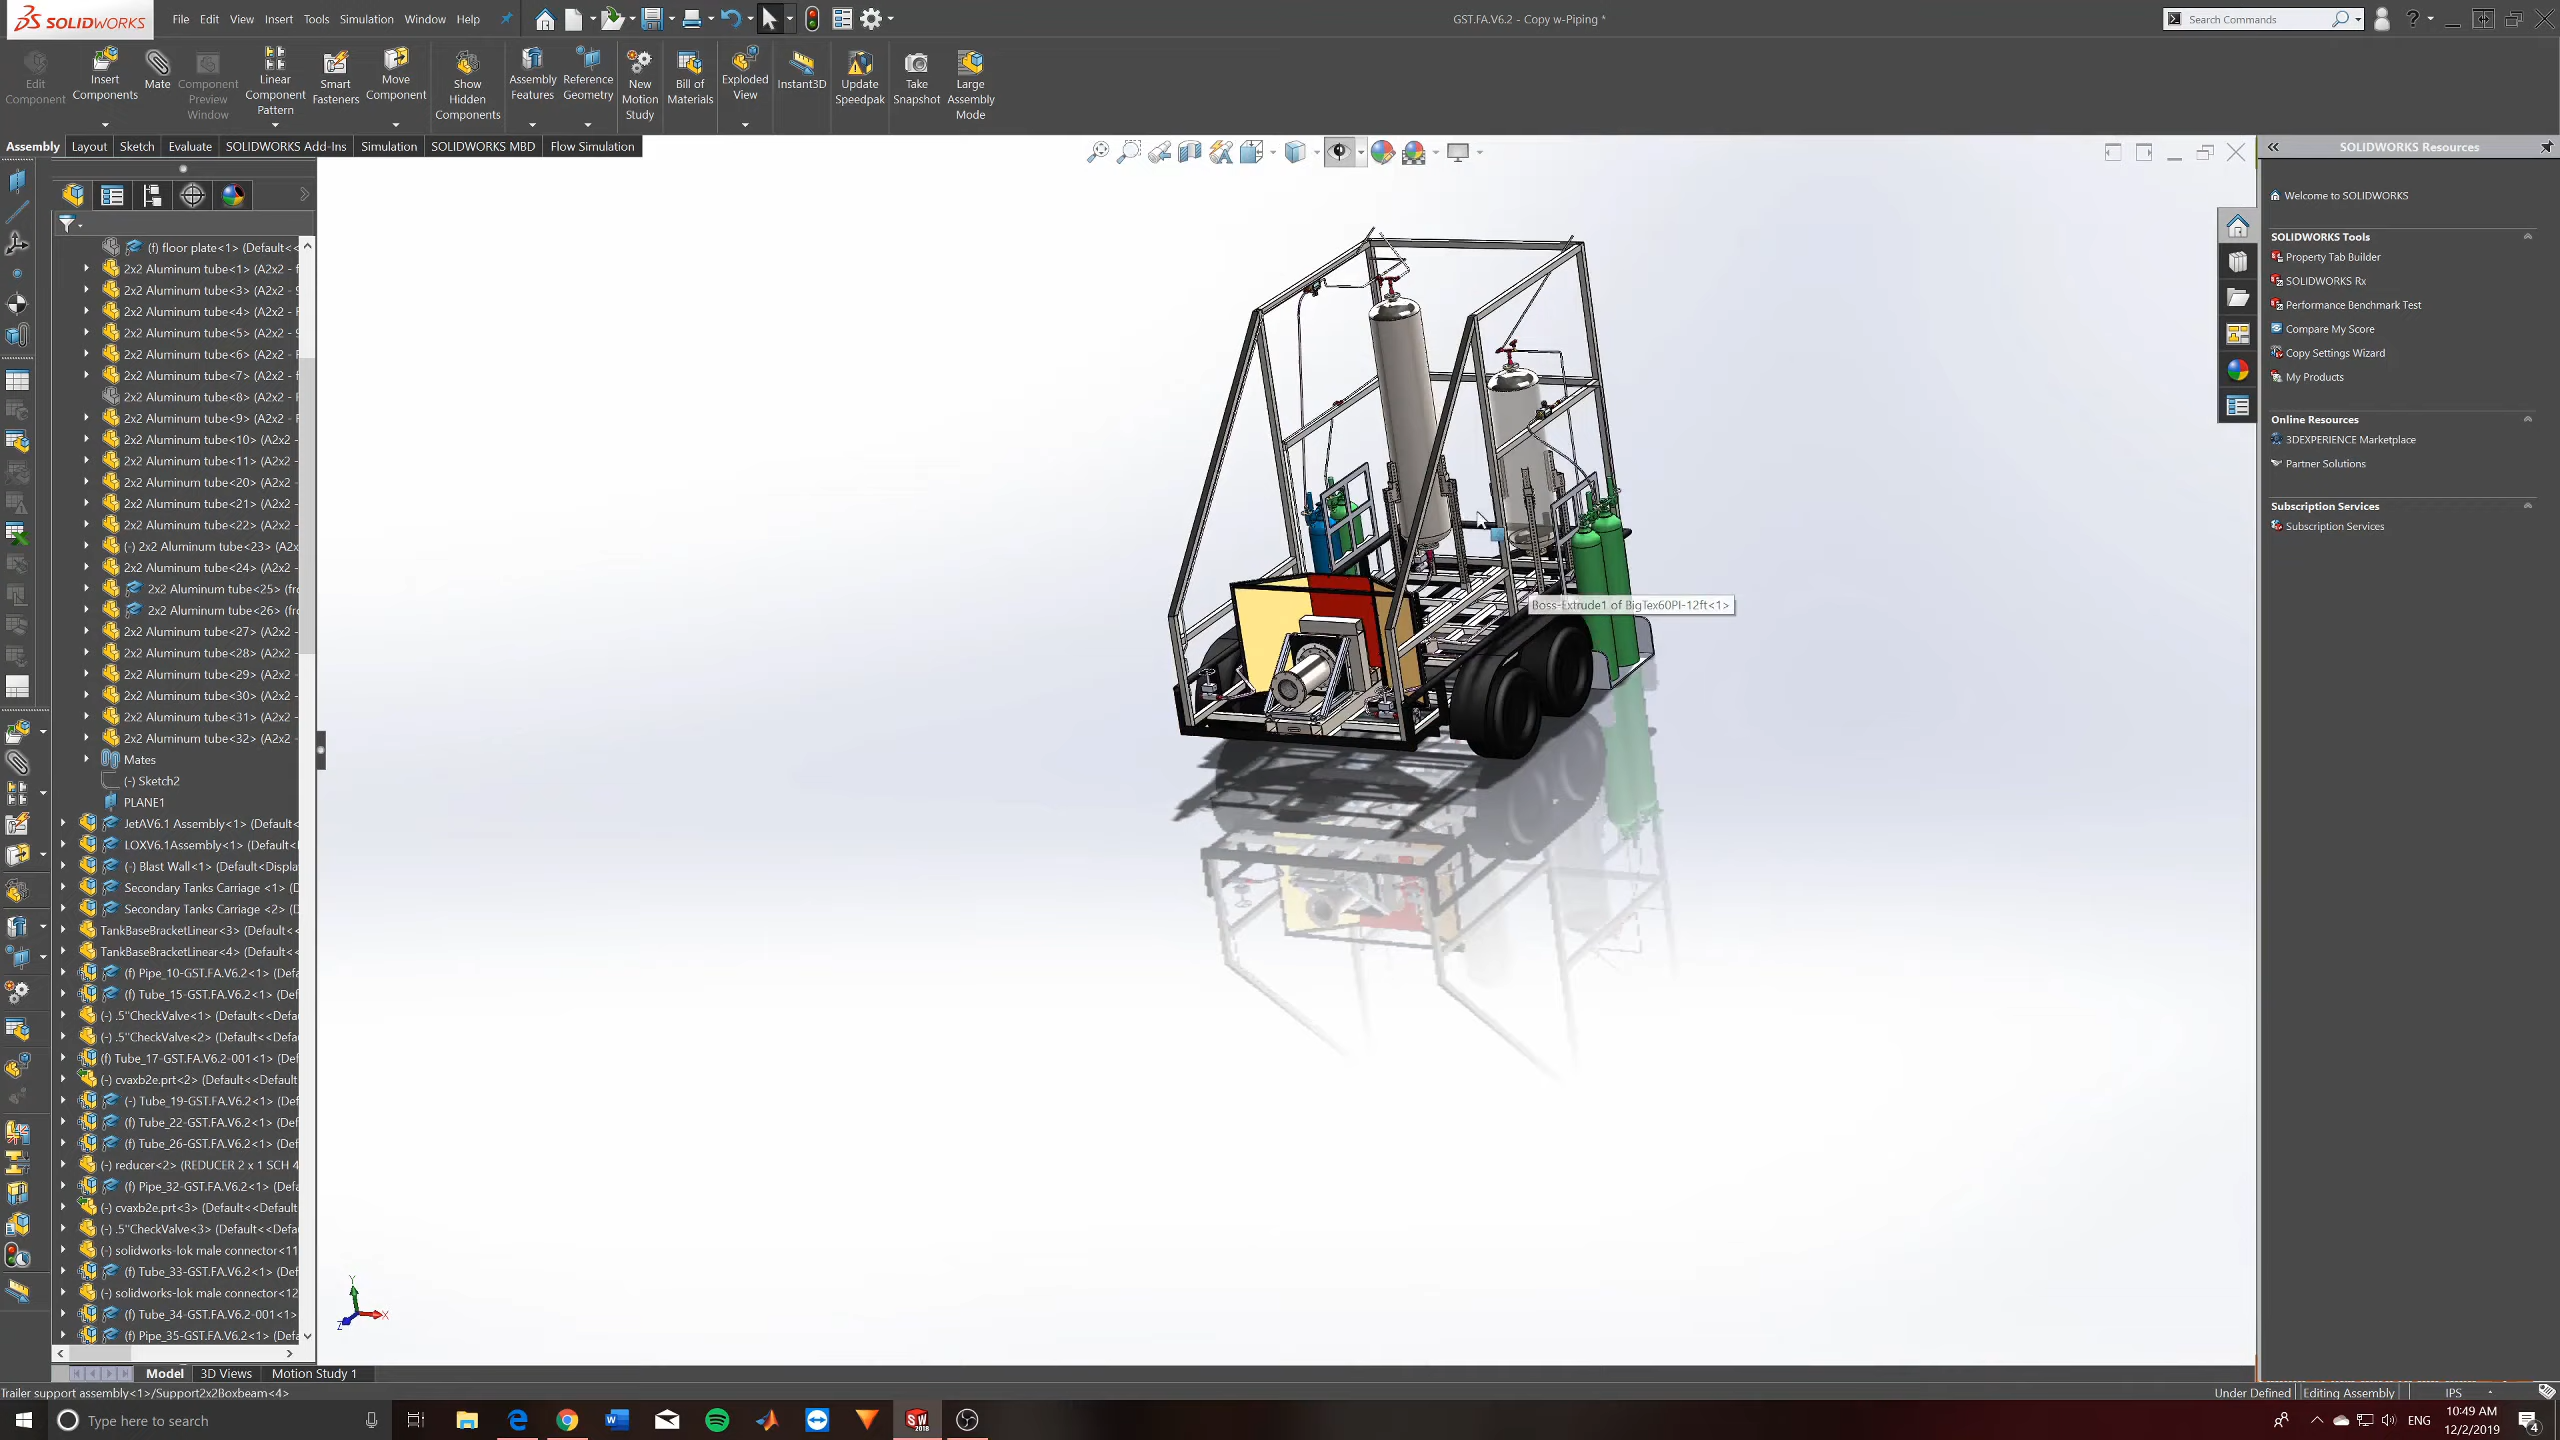 SOLIDWORKS
File Edit View Insert Tools Simulation Window Help
GST.FA.V6.2 - Copy w-Piping *
Search Commands
Edit Component
Insert Components
Mate
Component Preview Window
Linear Component Pattern
Smart Fasteners
Move Component
Show Hidden Components
Assembly Features
Reference Geometry
New Motion Study
Bill of Materials
Exploded View
Instant3D
Update Speedpak
Take Snapshot
Large Assembly Mode
Assembly Layout Sketch Evaluate SOLIDWORKS Add-Ins Simulation SOLIDWORKS MBD Flow Simulation
(f) floor plate<1> (Default<<
2x2 Aluminum tube<1> (A2x2 - f
2x2 Aluminum tube<3> (A2x2 - 9
2x2 Aluminum tube<4> (A2x2 - F
2x2 Aluminum tube<5> (A2x2 - 9
2x2 Aluminum tube<6> (A2x2 - F
2x2 Aluminum tube<7> (A2x2 - f
2x2 Aluminum tube<8> (A2x2 - F
2x2 Aluminum tube<9> (A2x2 - F
2x2 Aluminum tube<10> (A2x2 -
2x2 Aluminum tube<11> (A2x2 -
2x2 Aluminum tube<20> (A2x2 -
2x2 Aluminum tube<21> (A2x2 -
2x2 Aluminum tube<22> (A2x2 -
(-) 2x2 Aluminum tube<23> (A2x
2x2 Aluminum tube<24> (A2x2 -
2x2 Aluminum tube<25> (frc
2x2 Aluminum tube<26> (frc
2x2 Aluminum tube<27> (A2x2 -
2x2 Aluminum tube<28> (A2x2 -
2x2 Aluminum tube<29> (A2x2 -
2x2 Aluminum tube<30> (A2x2 -
2x2 Aluminum tube<31> (A2x2 -
2x2 Aluminum tube<32> (A2x2 -
Mates
(-) Sketch2
PLANE1
JetAV6.1 Assembly<1> (Default<
LOXV6.1Assembly<1> (Default<
(-) Blast Wall<1> (Default<Displa
Secondary Tanks Carriage <1> (D
Secondary Tanks Carriage <2> (D
TankBaseBracketLinear<3> (Default<<
TankBaseBracketLinear<4> (Default<<
(f) Pipe_10-GST.FA.V6.2<1> (Defa
(f) Tube_15-GST.FA.V6.2<1> (Def
(-) .5"CheckValve<1> (Default<<Defau
(-) .5"CheckValve<2> (Default<<Defau
(f) Tube_17-GST.FA.V6.2-001<1> (Def
(-) cvaxb2e.prt<2> (Default<<Default
(-) Tube_19-GST.FA.V6.2<1> (Def
(f) Tube_22-GST.FA.V6.2<1> (Def
(f) Tube_26-GST.FA.V6.2<1> (Def
(-) reducer<2> (REDUCER 2 x 1 SCH 4
(f) Pipe_32-GST.FA.V6.2<1> (Defa
(-) cvaxb2e.prt<3> (Default<<Default
(-) .5"CheckValve<3> (Default<<Defau
(-) solidworks-lok male connector<11
(f) Tube_33-GST.FA.V6.2<1> (Def
(-) solidworks-lok male connector<12
(f) Tube_34-GST.FA.V6.2-001<1>
(f) Pipe_35-GST.FA.V6.2<1> (Defa
Boss-Extrude1 of BigTex60PI-12ft<1>
Y
X
Z
SOLIDWORKS Resources
Welcome to SOLIDWORKS
SOLIDWORKS Tools
Property Tab Builder
SOLIDWORKS Rx
Performance Benchmark Test
Compare My Score
Copy Settings Wizard
My Products
Online Resources
3DEXPERIENCE Marketplace
Partner Solutions
Subscription Services
Subscription Services
Model 3D Views Motion Study 1
Trailer support assembly<1>/Support2x2Boxbeam<4>
Under Defined Editing Assembly IPS
Type here to search
SW 2018
ENG
10:49 AM
12/2/2019
4